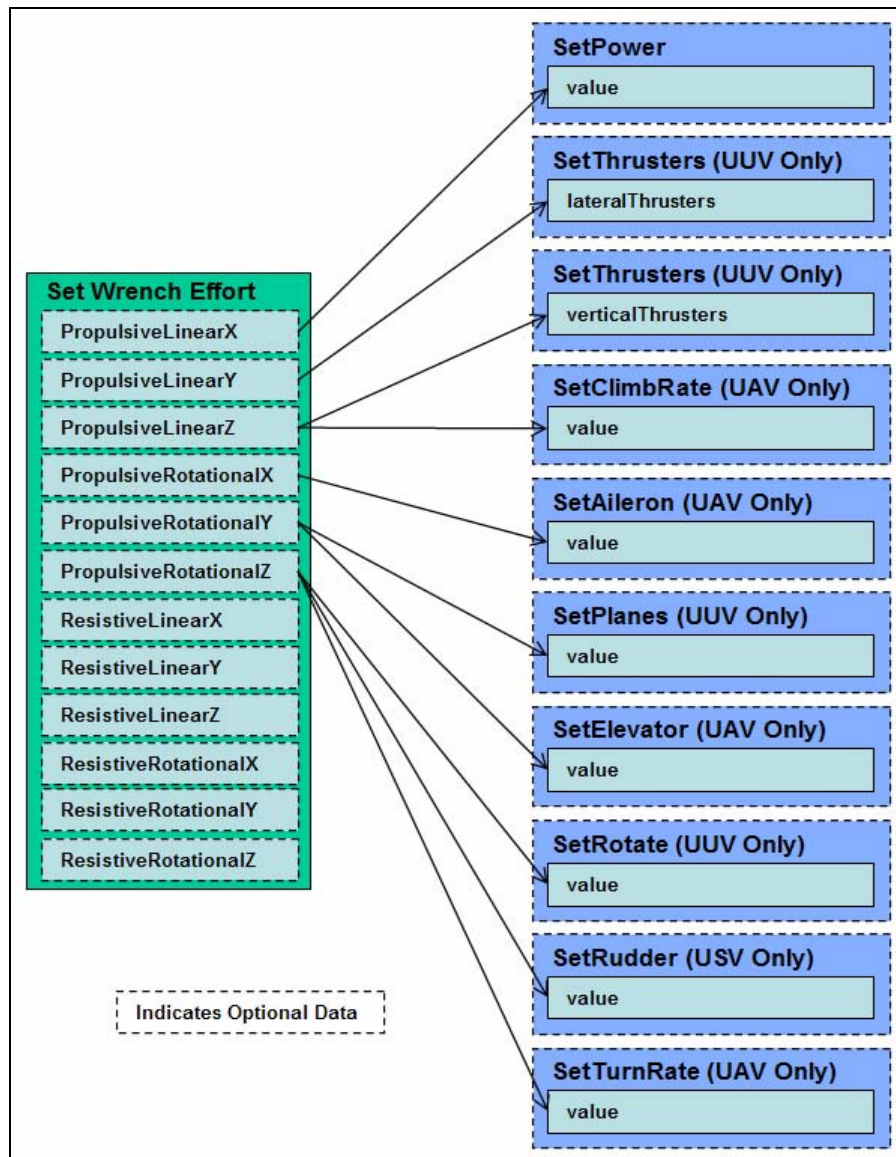 Set Wrench Effort
PropulsiveLinearX
PropulsiveLinearY
PropulsiveLinearZ
PropulsiveRotationalX
PropulsiveRotationalY
PropulsiveRotationalZ
ResistiveLinearX
ResistiveLinearY
ResistiveLinearZ
ResistiveRotationalX
ResistiveRotationalY
ResistiveRotationalZ
Indicates Optional Data
SetPower
value
SetThrusters (UUV Only)
lateralThrusters
SetThrusters (UUV Only)
verticalThrusters
SetClimbRate (UAV Only)
value
SetAileron (UAV Only)
value
SetPlanes (UUV Only)
value
SetElevator (UAV Only)
value
SetRotate (UUV Only)
value
SetRudder (USV Only)
value
SetTurnRate (UAV Only)
value